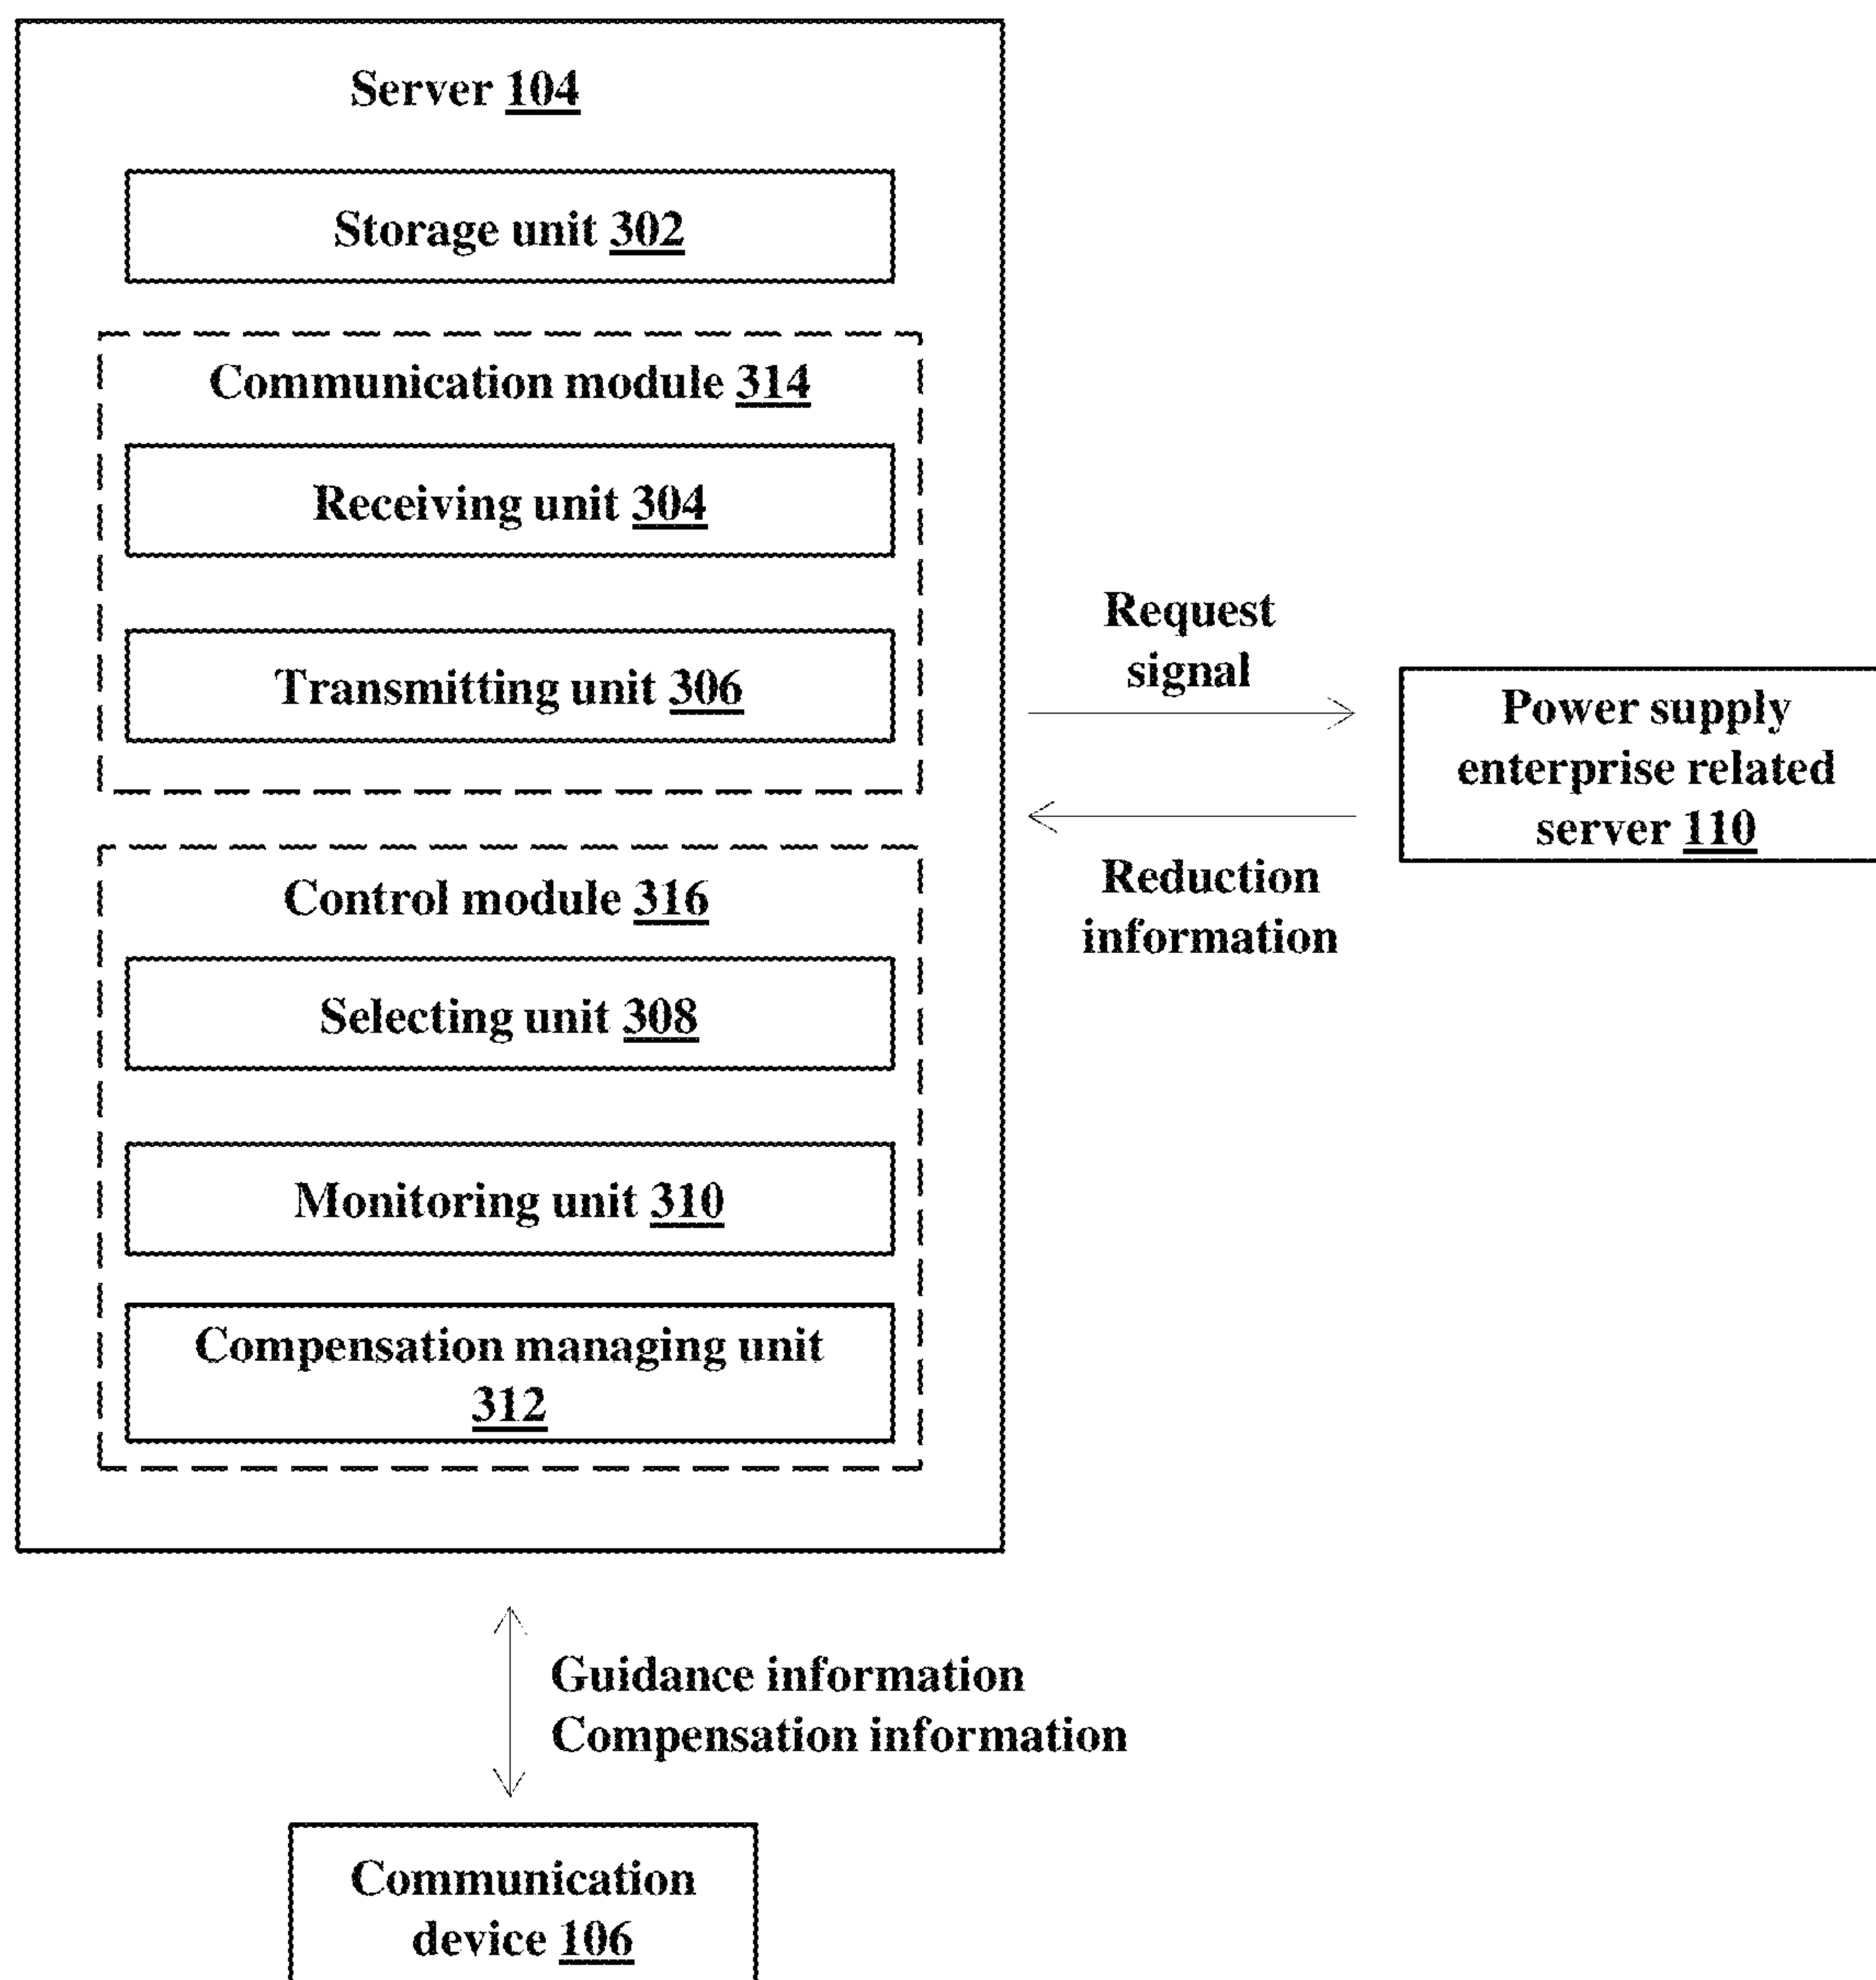 Server 104
Storage unit 302
Communication module 314
Receiving unit 304
Transmitting unit 306
Control module 316
Selecting unit 308
Monitoring unit 310
Compensation managing unit
312
Request
signal
Reduction
information
Power supply
enterprise related
server 110
Guidance information
Compensation information
Communication
device 106